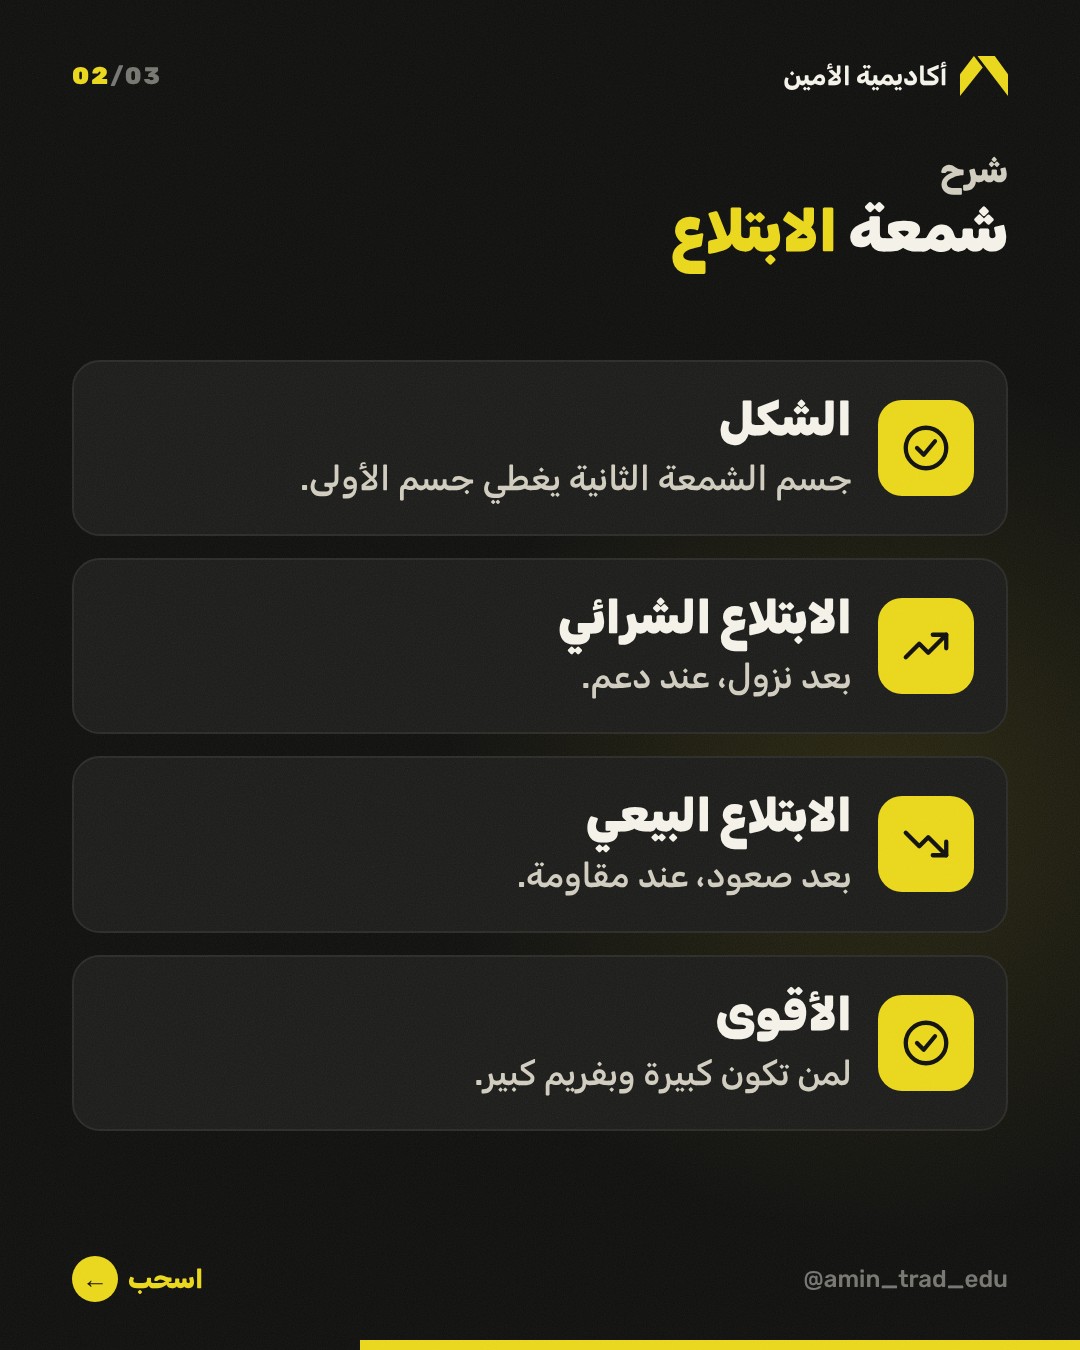 أكاديمية الأمين
02/03
شرح
شمعة الابتلاع
الشكل
جسم الشمعة الثانية يغطي جسم الأولى.
الابتلاع الشرائي
بعد نزول، عند دعم.
الابتلاع البيعي
بعد صعود، عند مقاومة.
الأقوى
لمن تكون كبيرة وبفريم كبير.
@amin_trad_edu
اسحب ←